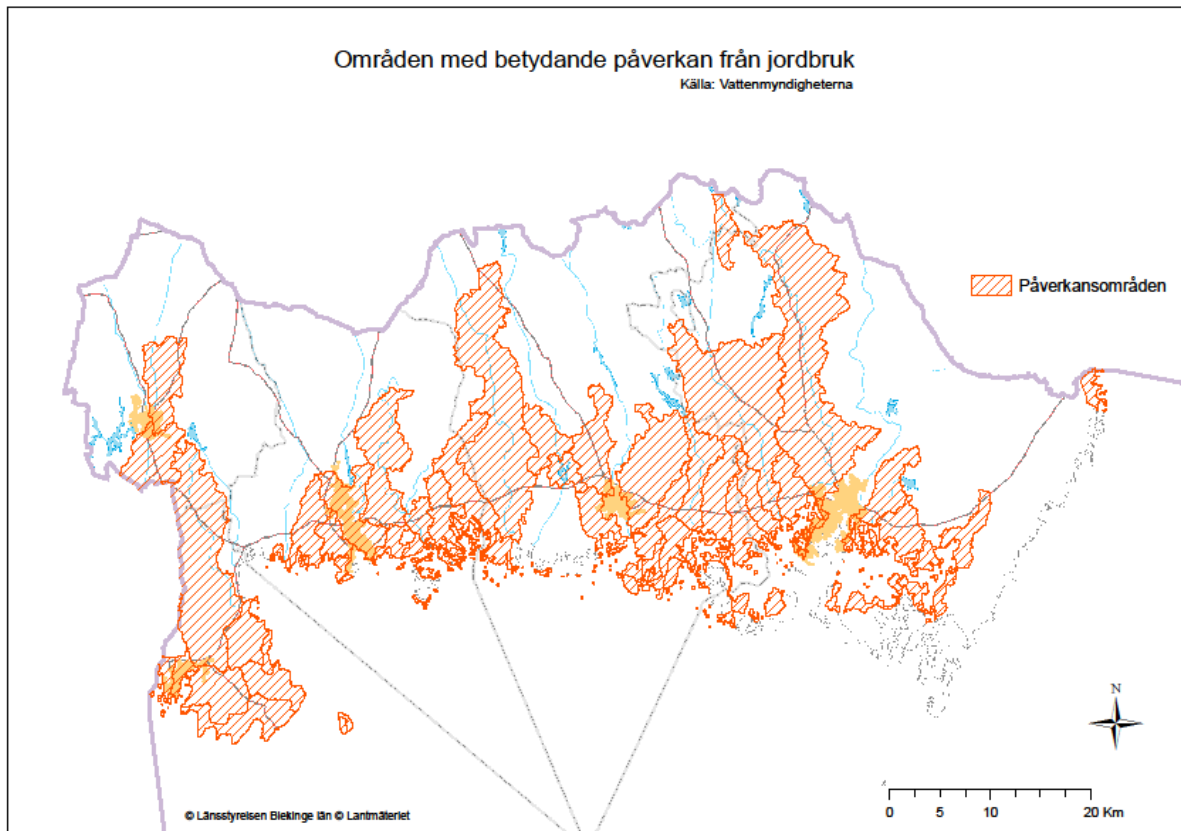 Områden med betydande påverkan från jordbruk
Källa: Vattenmyndigheterna
Påverkansområden
N
0 5 10 20 Km
© Länsstyrelsen Blekinge län © Lantmäteriet